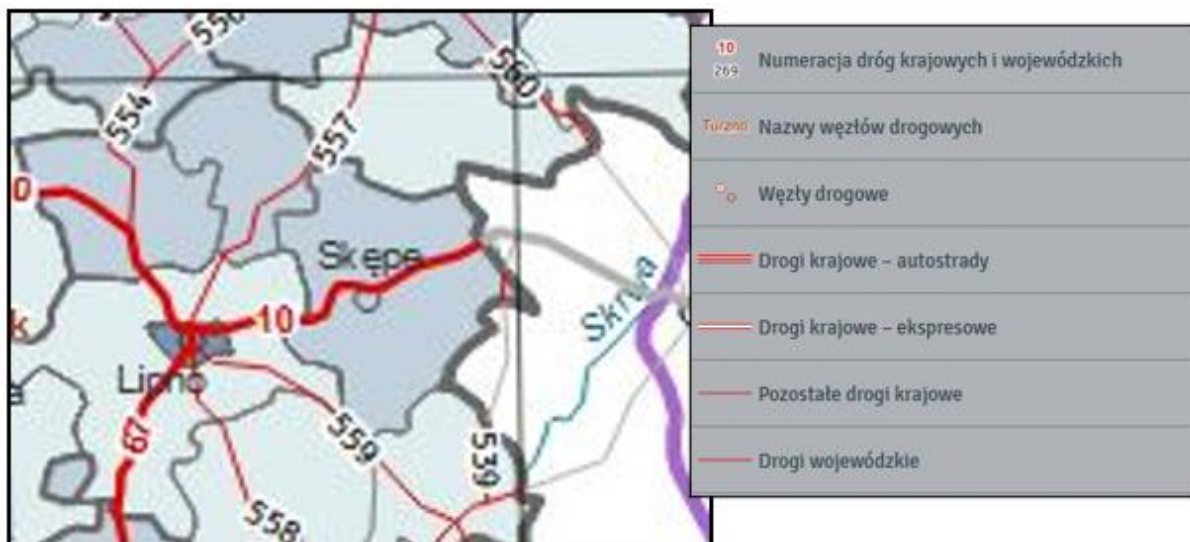 556
560
554
557
0
Skępe
10
Skrwa
k
Lipno
67
559
539
558
10
269
Numeracja dróg krajowych i wojewódzkich
Turzno
Nazwy węzłów drogowych
Węzły drogowe
Drogi krajowe – autostrady
Drogi krajowe – ekspresowe
Pozostałe drogi krajowe
Drogi wojewódzkie